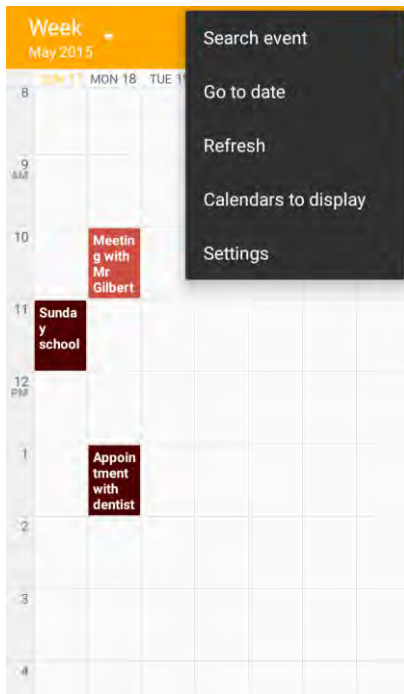 Week
May 2015
Search event
Go to date
Refresh
Calendars to display
Settings
SUN 17 MON 18 TUE 1
8
9
AM
10
Meetin
g with
Mr
Gilbert
11
Sunda
y
school
12
PM
1
Appoin
tment
with
dentist
2
3
4